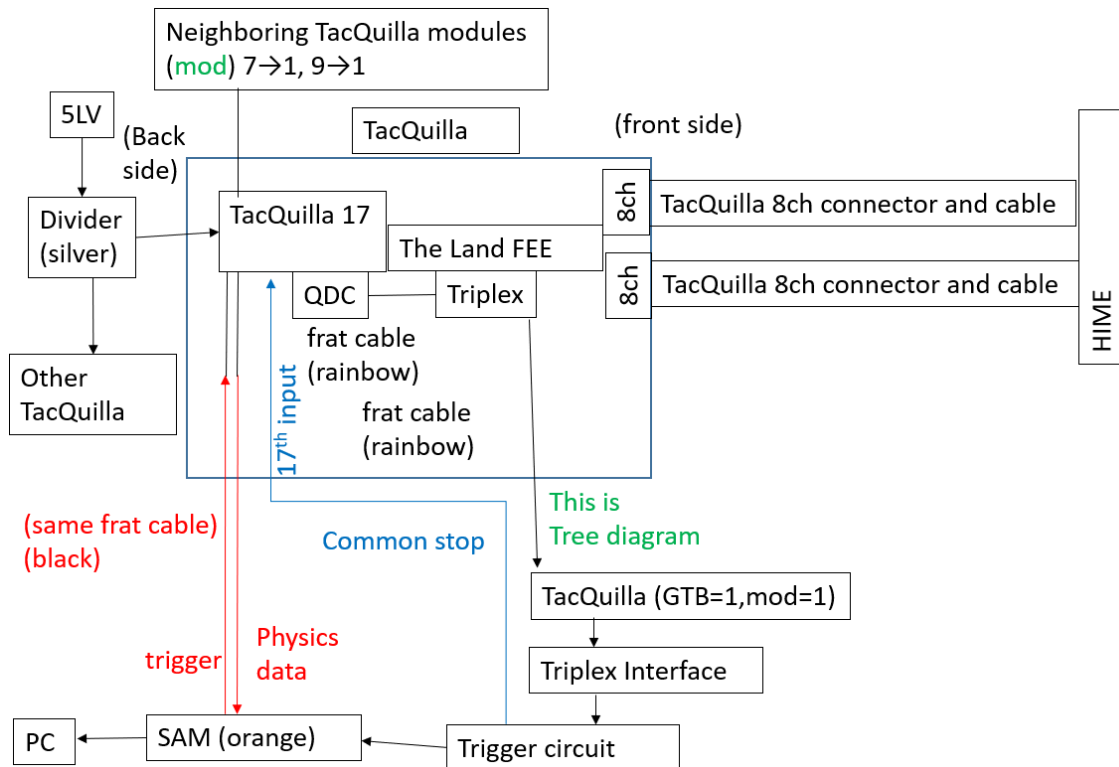 Neighboring TacQuilla modules
(mod) 7→1, 9→1
5LV
(Back
side)
TacQuilla
(front side)
Divider
(silver)
TacQuilla 17
The Land FEE
8ch
TacQuilla 8ch connector and cable
8ch
TacQuilla 8ch connector and cable
HIME
QDC
Triplex
frat cable
(rainbow)
frat cable
(rainbow)
Other
TacQuilla
17th input
(same frat cable)
(black)
Common stop
This is
Tree diagram
TacQuilla (GTB=1,mod=1)
trigger
Physics
data
Triplex Interface
PC
SAM (orange)
Trigger circuit